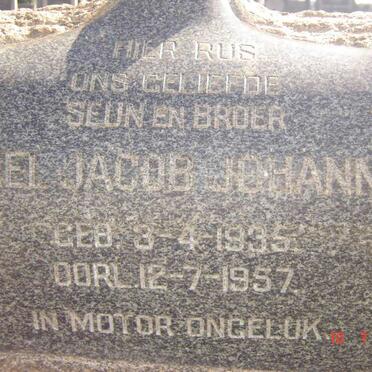 HIER RUS
ONS GELIEFDE
SEUN EN BROER
EL JACOB JOHANN
GEB. 3-4-1935.
OORL. 12-7-1957.
IN MOTOR-ONGELUK.